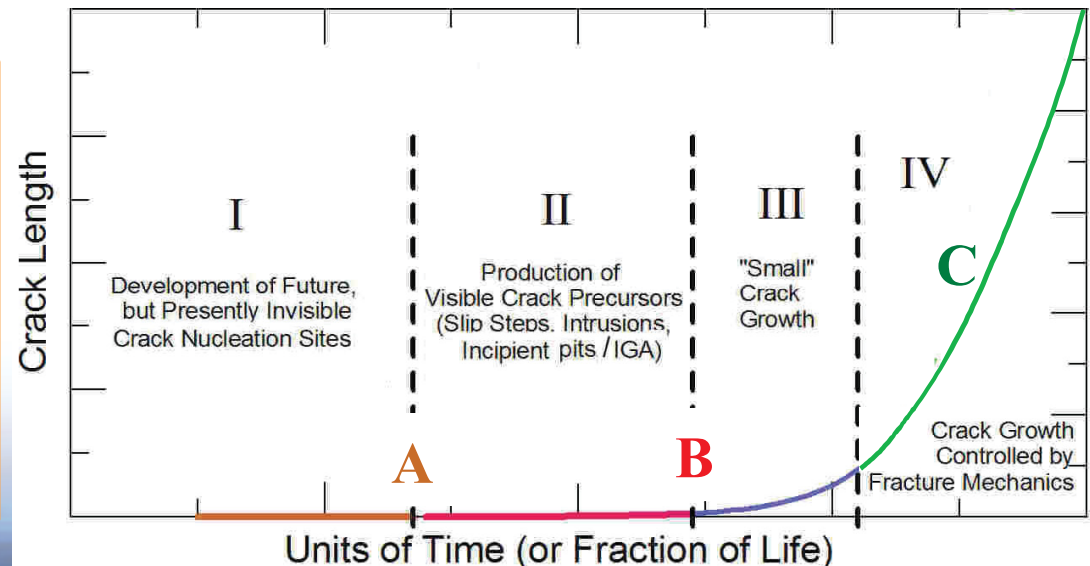 Crack Length
I
Development of Future,
but Presently Invisible
Crack Nucleation Sites
II
Production of
Visible Crack Precursors
(Slip Steps. Intrusions,
Incipient pits / IGA)
III
"Small"
Crack
Growth
IV
C
Crack Growth
Controlled by
Fracture Mechanics
A
B
Units of Time (or Fraction of Life)